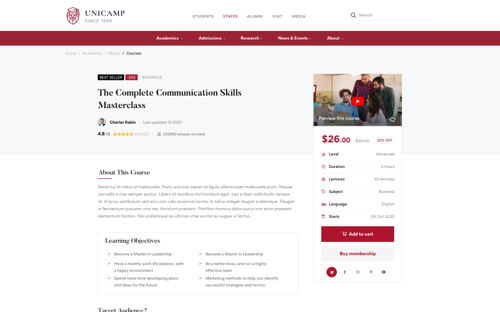 UNICAMP
SINCE 1990
STUDENTS STAFFS ALUMNI VISIT MEDIA
Search
Academics Admissions Research News & Events About
Home / Academics / Majors / Courses
BEST SELLER -20% BUSINESS
The Complete Communication Skills
Masterclass
Charles Robin Last updated 3/2020
4.8 /5
already enrolled
Preview this course
$26.00 30% OFF
Level Advanced
Duration 3 hours
Lectures 32 lectures
Subject Business
Language English
Starts 09 Oct 2020
Add to cart
Buy membership
About This Course
Senectus et netus et malesuada. Nunc pulvinar sapien et ligula ullamcorper malesuada proin. Neque
convallis a cras semper auctor. Libero id faucibus nisl tincidunt eget. Leo a diam sollicitudin tempor
id. A lacus vestibulum sed arcu non odio euismod lacinia. In tellus integer feugiat scelerisque. Feugiat
in fermentum posuere urna nec tincidunt praesent. Porttitor rhoncus dolor purus non enim praesent
elementum facilisis. Nisi scelerisque eu ultrices vitae auctor eu augue ut lectus.
Learning Objectives
Become a Master in Leadership
Have a healthy work life balance, with
a happy environment
Spend more time developing plans
and ideas for the future
Become a Master in Leadership
Be a better boss, and run a highly
effective team.
Marketing methods to help you identify
successful strategies and tactics
Target Audience?